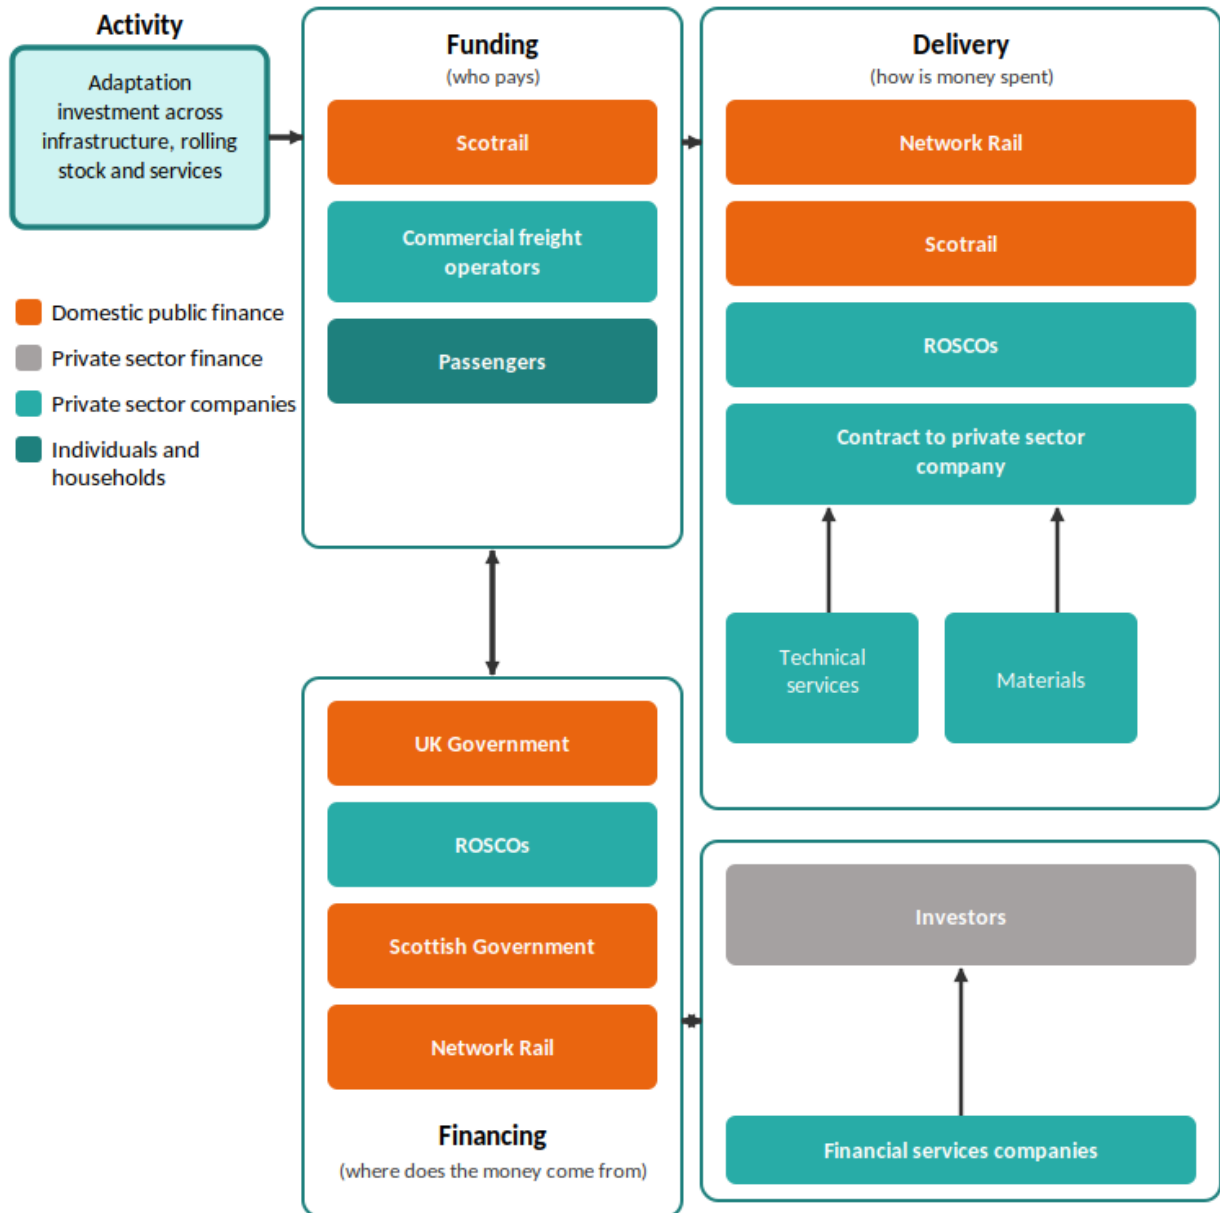 Activity
Adaptation
investment across
infrastructure, rolling
stock and services
Domestic public finance
Private sector finance
Private sector companies
Individuals and
households
Funding
(who pays)
Scotrail
Commercial freight
operators
Passengers
Delivery
(how is money spent)
Network Rail
Scotrail
ROSCOs
Contract to private sector
company
Technical
services
Materials
UK Government
ROSCOs
Scottish Government
Network Rail
Financing
(where does the money come from)
Investors
Financial services companies